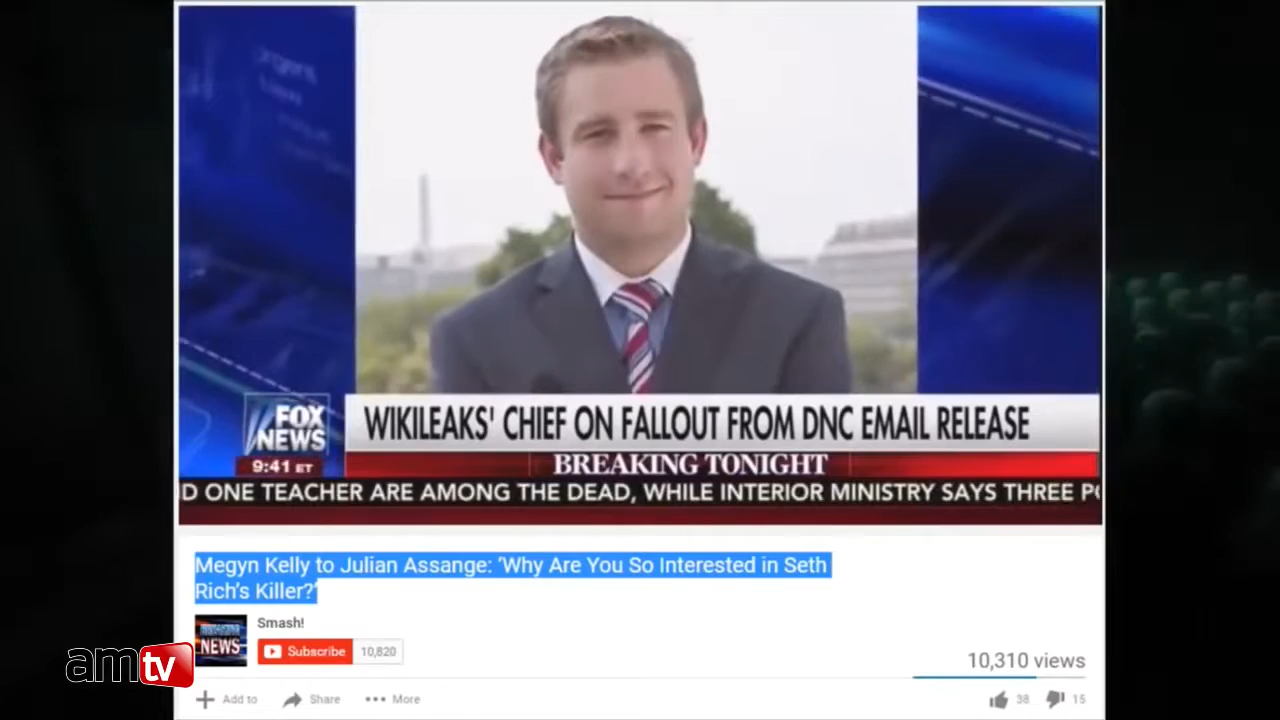 FOX
NEWS
9:41 ET
WIKILEAKS' CHIEF ON FALLOUT FROM DNC EMAIL RELEASE
BREAKING TONIGHT
D ONE TEACHER ARE AMONG THE DEAD, WHILE INTERIOR MINISTRY SAYS THREE
Megyn Kelly to Julian Assange: 'Why Are You So Interested in Seth
Rich's Killer?'
Smash!
BREAKING
NEWS
Subscribe 10,820
amtv
10,310 views
Add to Share More
38 15